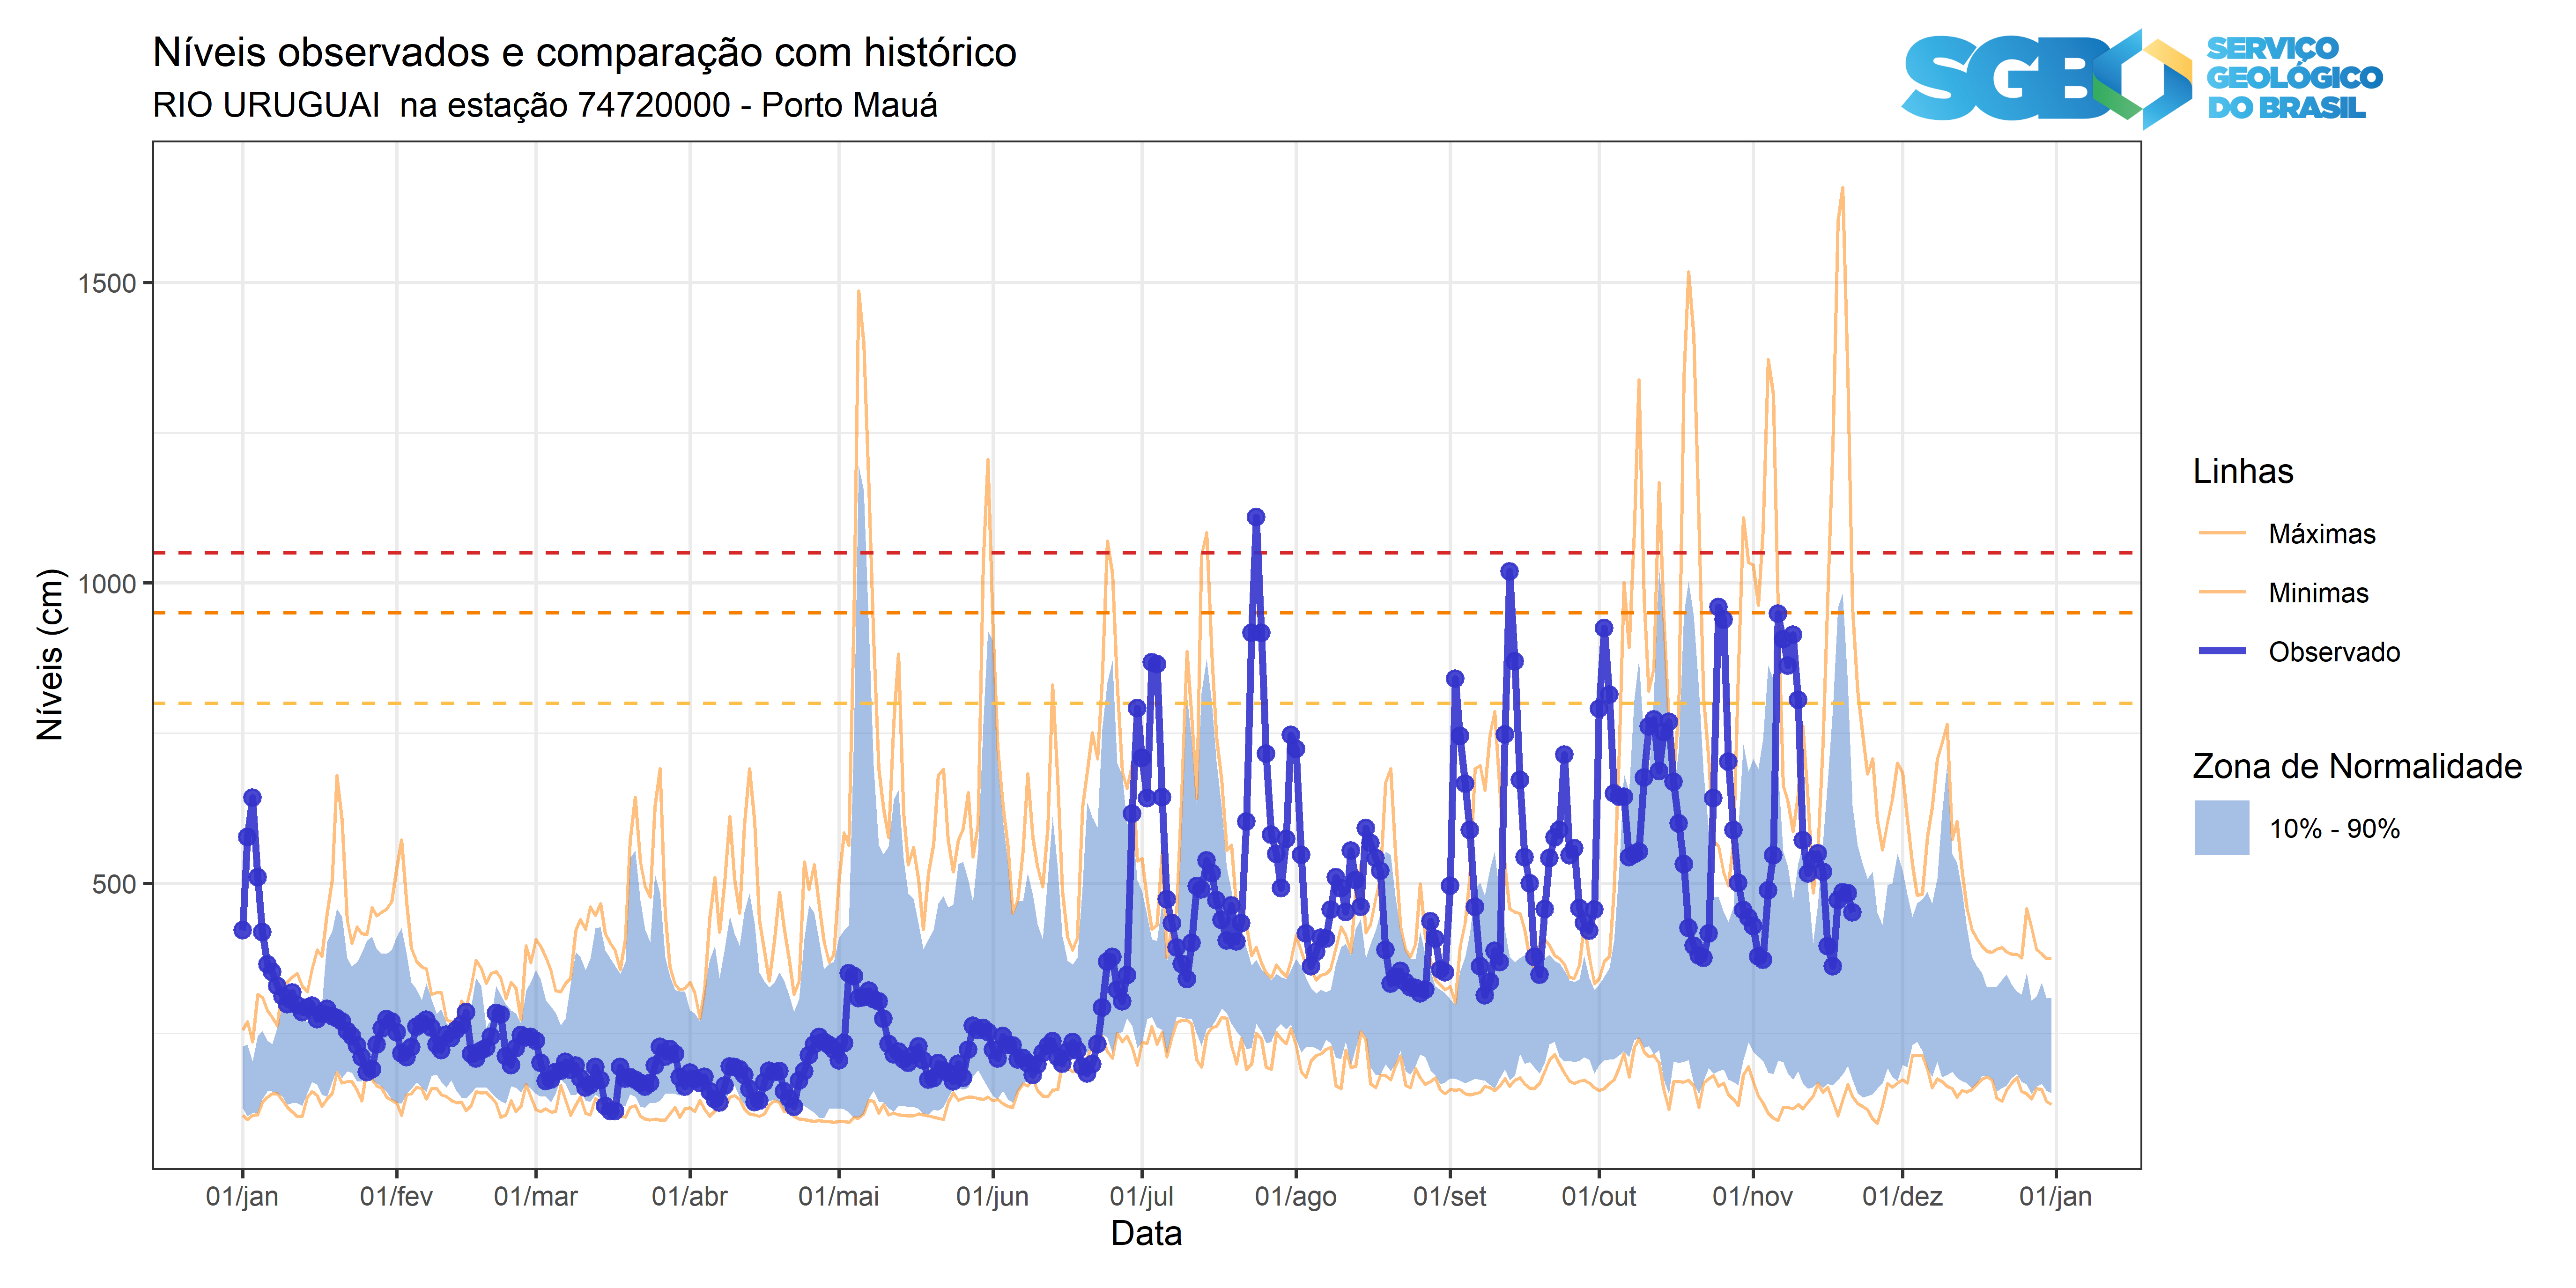 Níveis observados e comparação com histórico
RIO URUGUAI  na estação 74720000 - Porto Mauá
SGB
SERVIÇO
GEOLÓGICO
DO BRASIL
Níveis (cm)
1500
1000
500
01/jan
01/fev
01/mar
01/abr
01/mai
01/jun
01/jul
01/ago
01/set
01/out
01/nov
01/dez
01/jan
Data
Linhas
Máximas
Minimas
Observado
Zona de Normalidade
10% - 90%